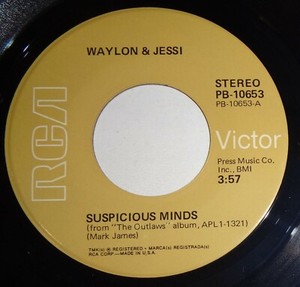 WAYLON & JESSI
STEREO
PB-10653
PB-10653-A
RCA
Victor
Press Music Co.
Inc., BMI
3:57
SUSPICIOUS MINDS
(from "The Outlaws" album, APL1-1321)
(Mark James)
TMK(s) ® REGISTERED • MARCA(s) REGISTRADA(s)
RCA CORP.—MADE IN U.S.A.